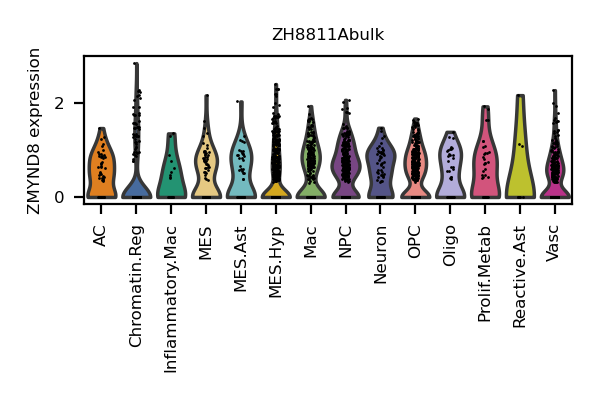 ZH8811Abulk
ZMYND8 expression
2
0
AC
Chromatin.Reg
Inflammatory.Mac
MES
MES.Ast
MES.Hyp
Mac
NPC
Neuron
OPC
Oligo
Prolif.Metab
Reactive.Ast
Vasc